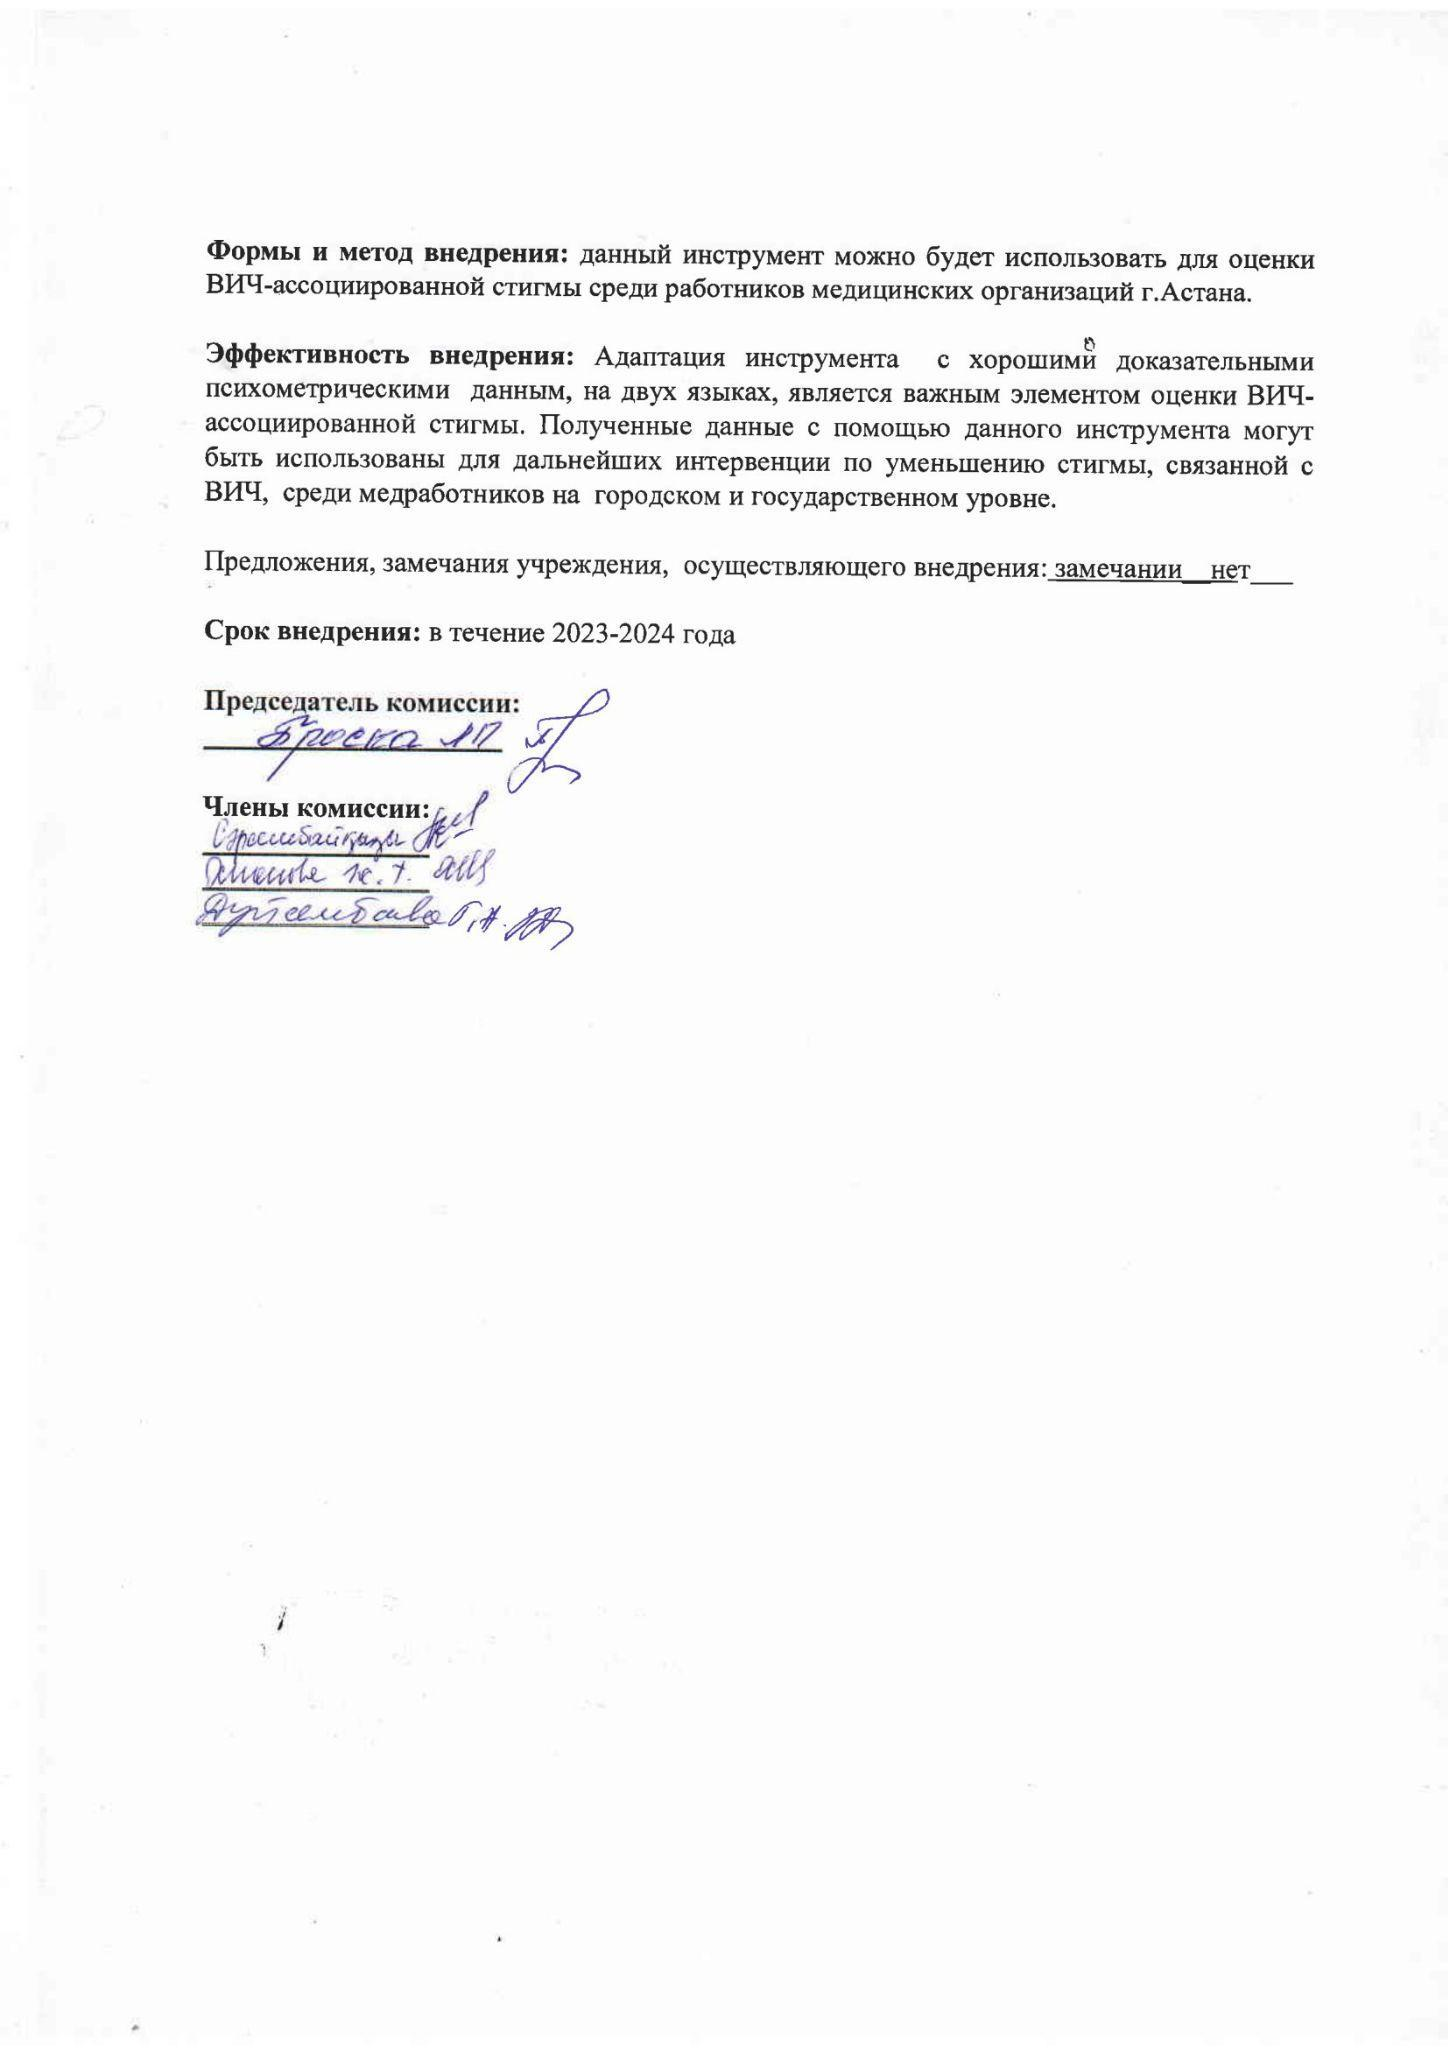 Формы и метод внедрения: данный инструмент можно будет использовать для оценки
ВИЧ-ассоциированной стигмы среди работников медицинских организаций г.Астана.
Эффективность внедрения: Адаптация инструмента с хорошими доказательными
психометрическими данным, на двух языках, является важным элементом оценки ВИЧ-
ассоциированной стигмы. Полученные данные с помощью данного инструмента могут
быть использованы для дальнейших интервенции по уменьшению стигмы, связанной с
ВИЧ, среди медработников на городском и государственном уровне.
Предложения, замечания учреждения, осуществляющего внедрения: замечании__нет___
Срок внедрения: в течение 2023-2024 года
Председатель комиссии:
Члены комиссии: